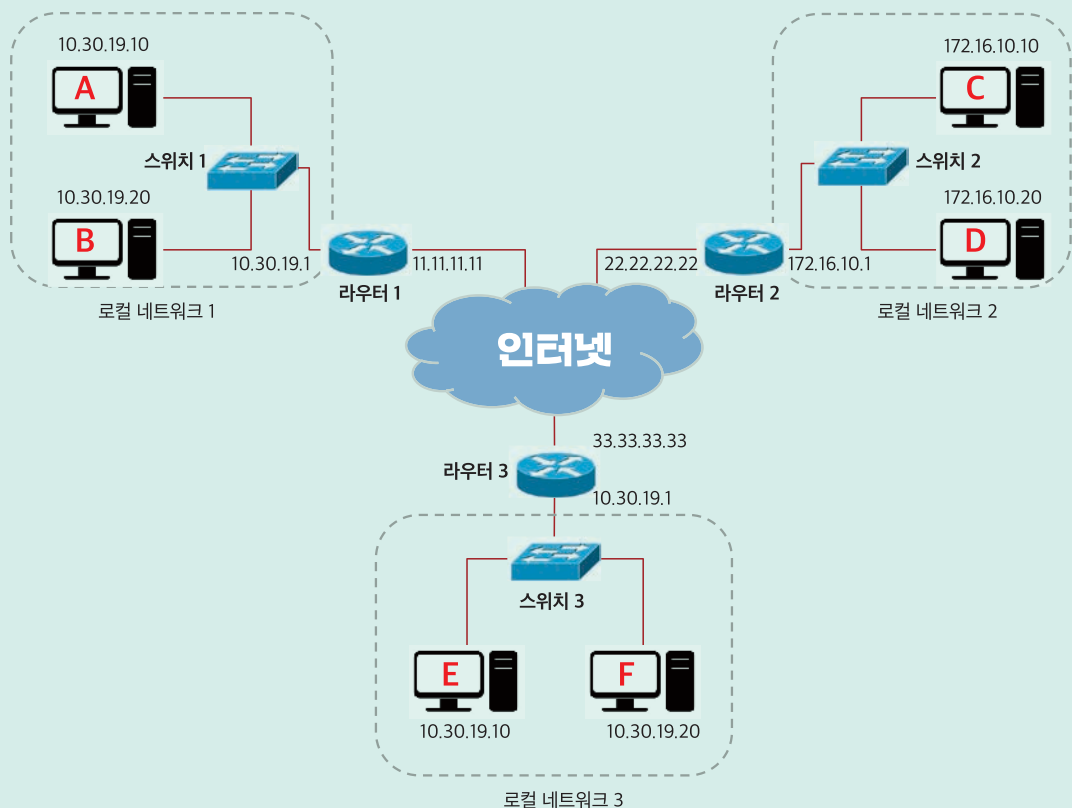 10.30.19.10
A
스위치 1
10.30.19.20
B
10.30.19.1
11.11.11.11
라우터 1
로컬 네트워크 1
172.16.10.10
C
스위치 2
172.16.10.20
D
22.22.22.22
172.16.10.1
라우터 2
로컬 네트워크 2
인터넷
33.33.33.33
라우터 3
10.30.19.1
스위치 3
E
F
10.30.19.10
10.30.19.20
로컬 네트워크 3